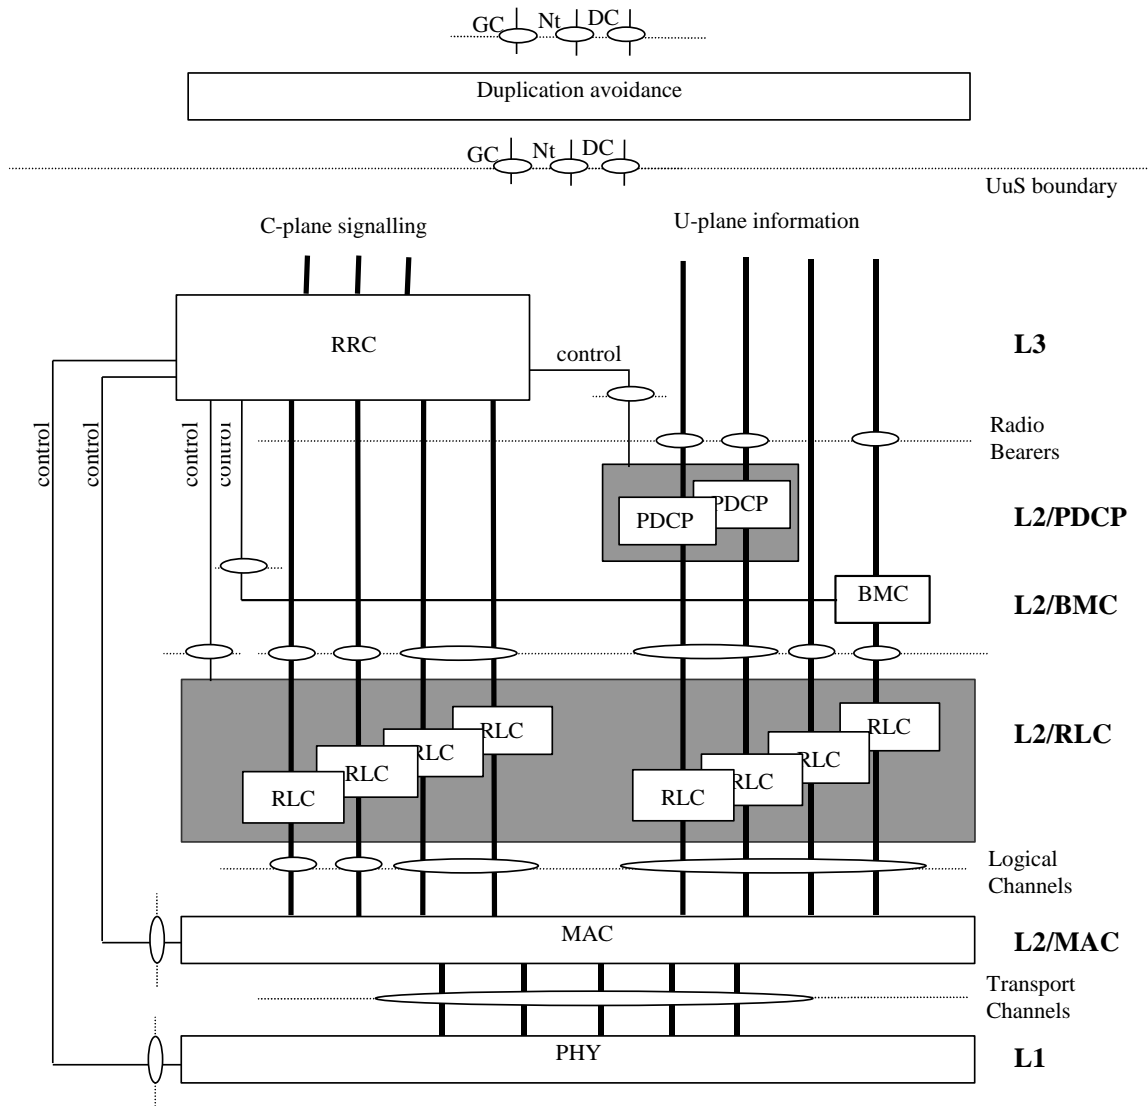 GC Nt DC
Duplication avoidance
GC Nt DC
UuS boundary
C-plane signalling
U-plane information
RRC
control
L3
control
control
control
control
Radio
Bearers
PDCP
PDCP
L2/PDCP
BMC
L2/BMC
RLC
RLC
RLC
RLC
RLC
RLC
RLC
RLC
L2/RLC
Logical
Channels
MAC
L2/MAC
Transport
Channels
PHY
L1